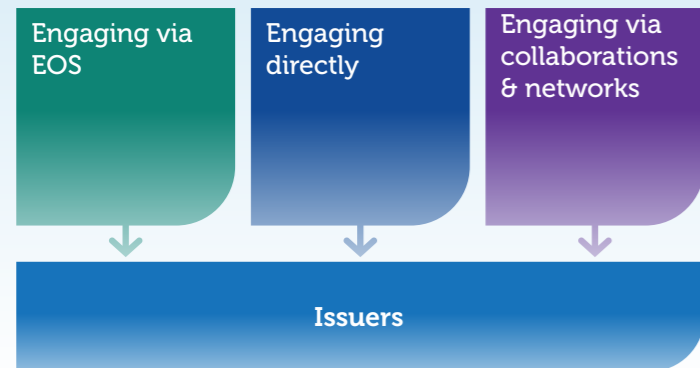 Engaging via
EOS
Engaging
directly
Engaging via
collaborations
& networks
Issuers